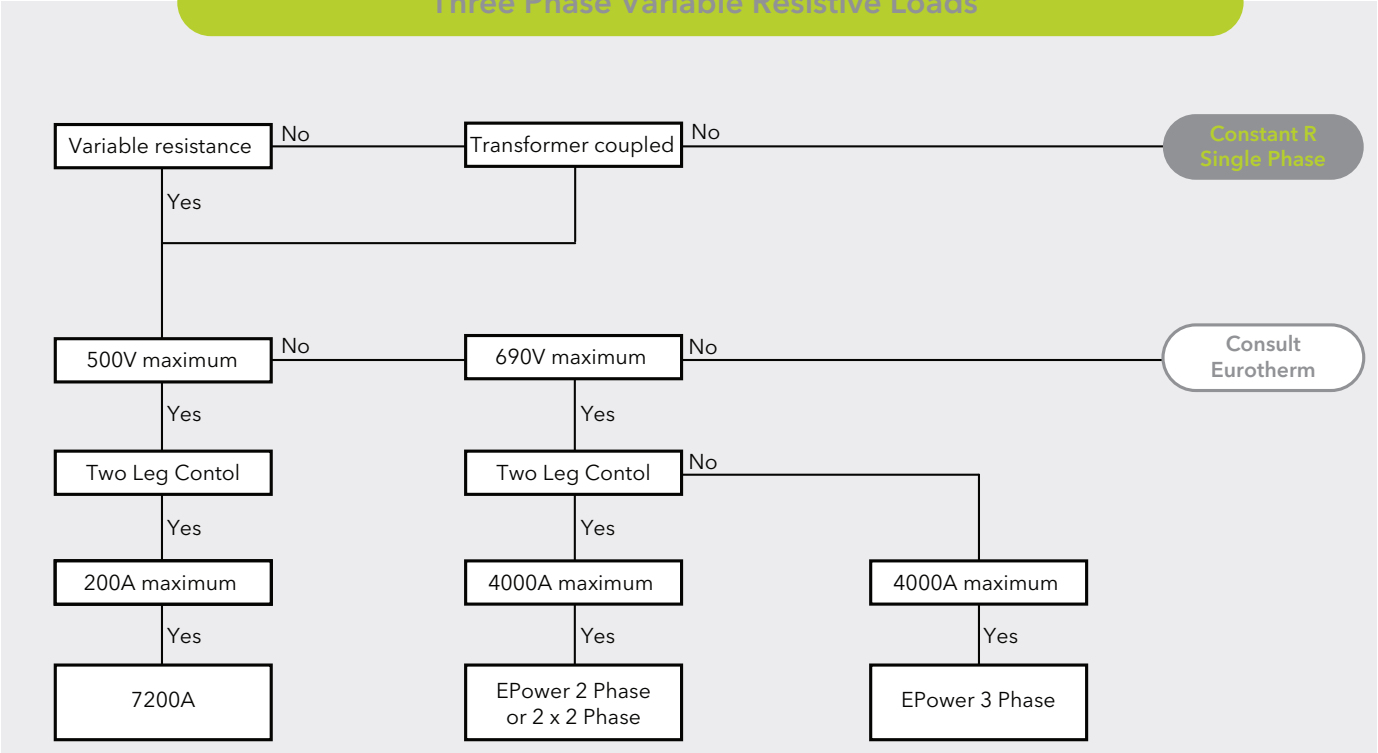 Three Phase Variable Resistive Loads
Variable resistance
No
Transformer coupled
No
Constant R
Single Phase
Yes
500V maximum
No
690V maximum
No
Consult
Eurotherm
Yes
Yes
Two Leg Contol
Two Leg Contol
No
Yes
Yes
200A maximum
4000A maximum
4000A maximum
Yes
Yes
Yes
7200A
EPower 2 Phase
or 2 x 2 Phase
EPower 3 Phase